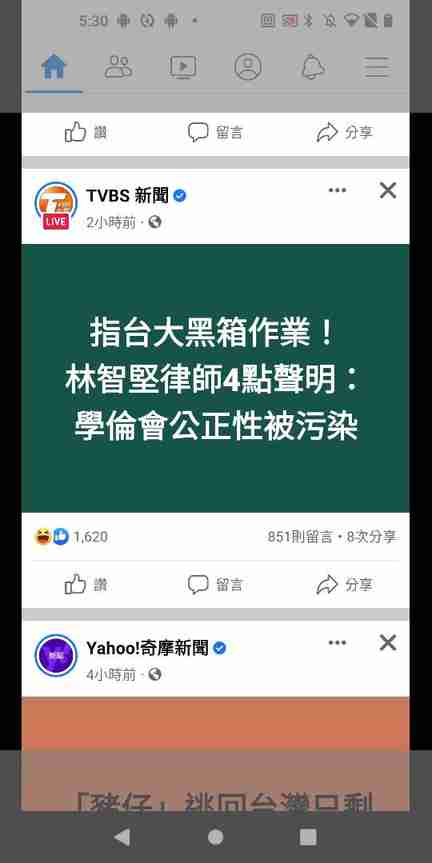 5:30
讚 留言 分享
TVBS 新聞
LIVE
2小時前
指台大黑箱作業！
林智堅律師4點聲明：
學倫會公正性被污染
1,620 851則留言・8次分享
讚 留言 分享
Yahoo!奇摩新聞
4小時前
「豬仔」逃回台灣只剩